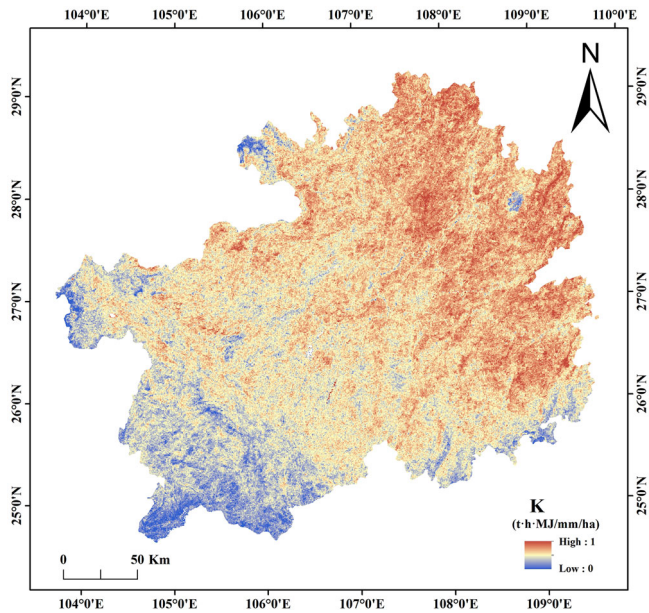 104°0'E 105°0'E 106°0'E 107°0'E 108°0'E 109°0'E 110°0'E
N
29°0'N 29°0'N
28°0'N 28°0'N
27°0'N 27°0'N
26°0'N 26°0'N
25°0'N 25°0'N
K
(t·h·MJ/mm/ha)
High : 1
Low : 0
0 50 Km
104°0'E 105°0'E 106°0'E 107°0'E 108°0'E 109°0'E